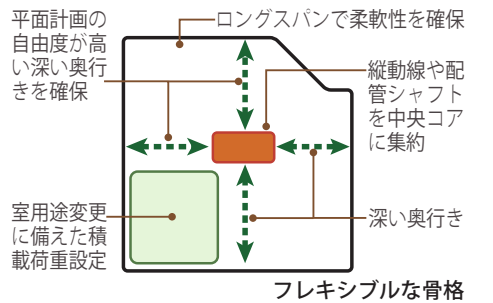 平面計画の
自由度が高
い深い奥行
きを確保
ロングスパンで柔軟性を確保
縦動線や配
管シャフト
を中央コア
に集約
室用途変更
に備えた積
載荷重設定
深い奥行き
フレキシブルな骨格